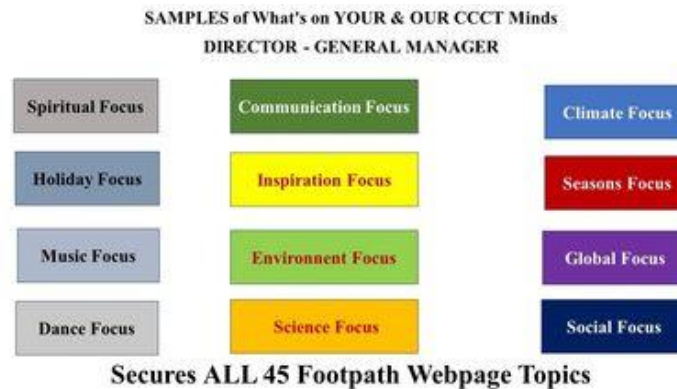 SAMPLES of What's on YOUR & OUR CCCT Minds
DIRECTOR - GENERAL MANAGER
Spiritual Focus
Communication Focus
Climate Focus
Holiday Focus
Inspiration Focus
Seasons Focus
Music Focus
Environnent Focus
Global Focus
Dance Focus
Science Focus
Social Focus
Secures ALL 45 Footpath Webpage Topics